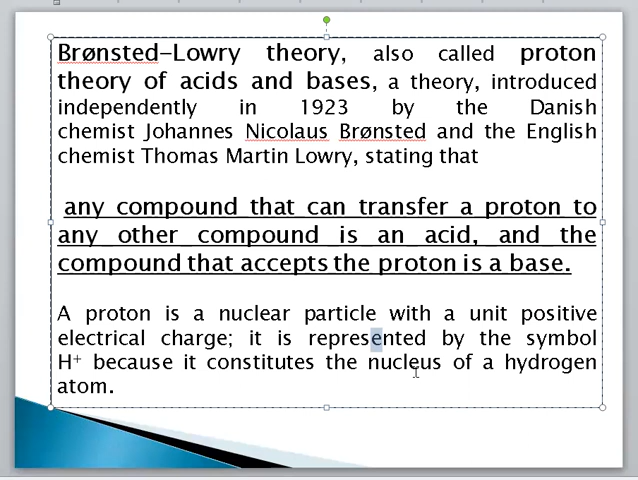 Brønsted–Lowry theory, also called proton
theory of acids and bases, a theory, introduced
independently in 1923 by the Danish
chemist Johannes Nicolaus Brønsted and the English
chemist Thomas Martin Lowry, stating that
any compound that can transfer a proton to
any other compound is an acid, and the
compound that accepts the proton is a base.
A proton is a nuclear particle with a unit positive
electrical charge; it is represented by the symbol
H⁺ because it constitutes the nucleus of a hydrogen
atom.